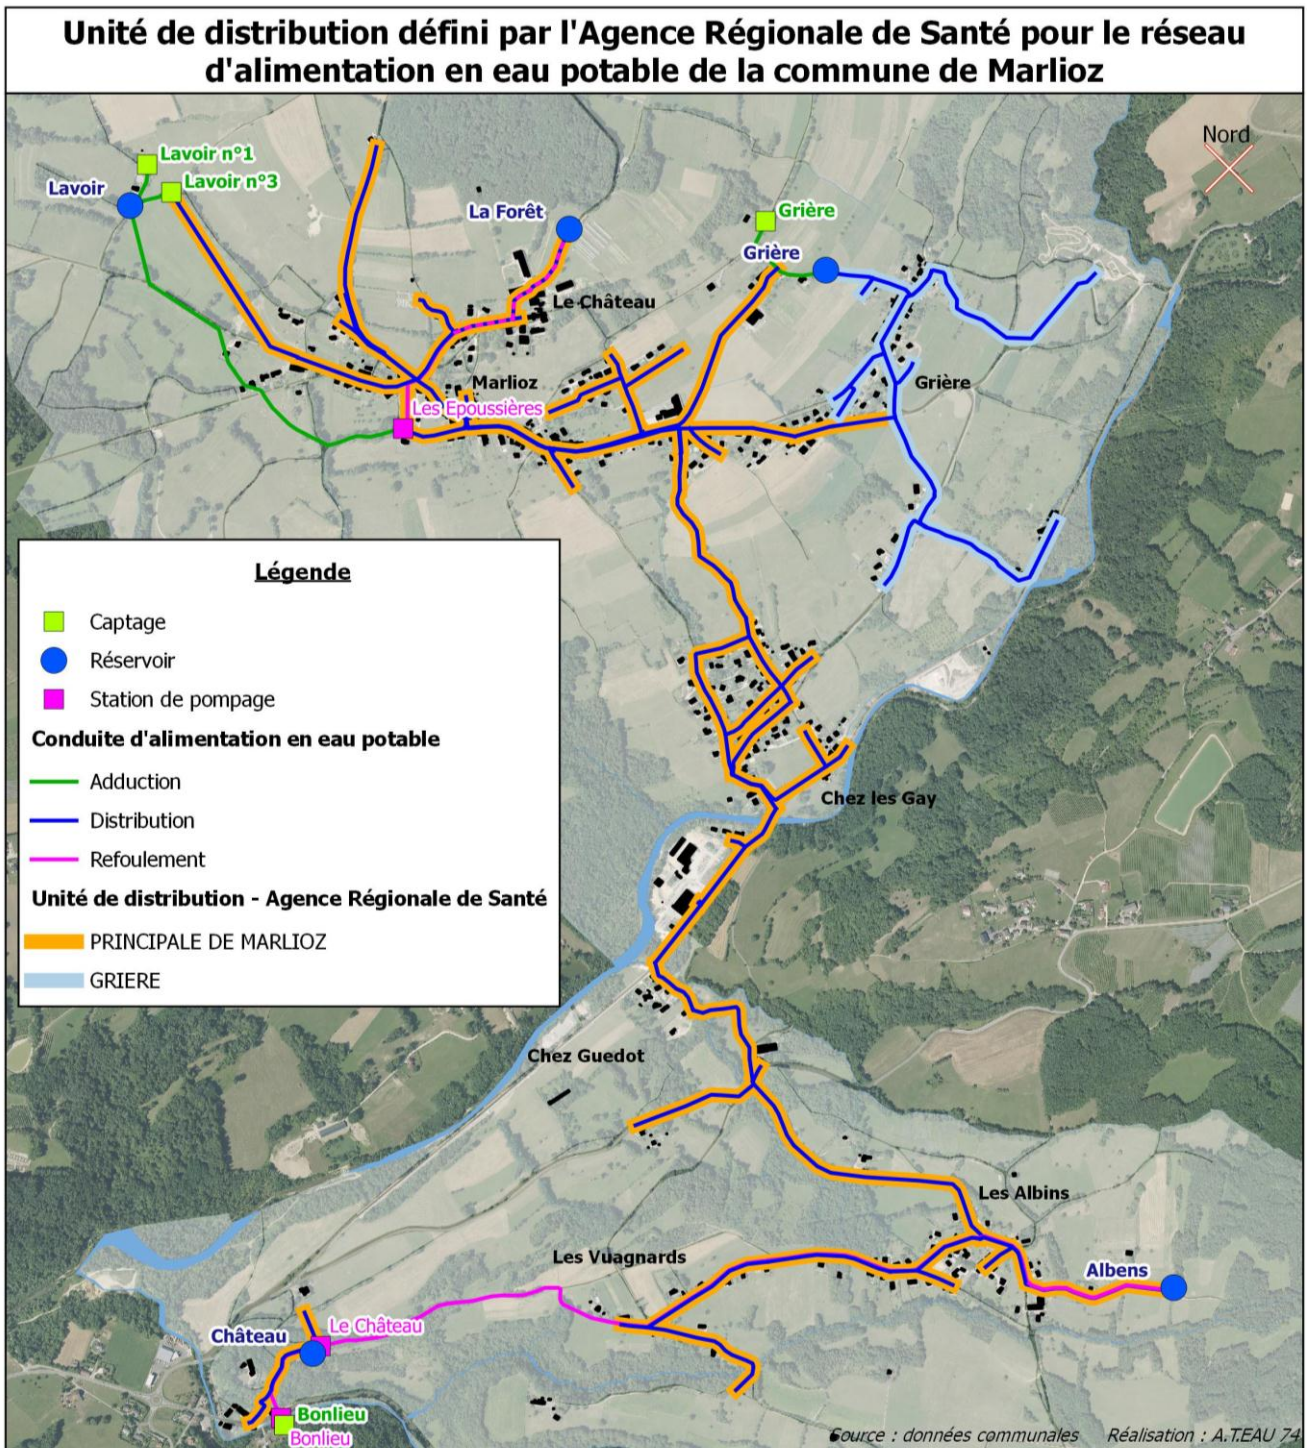 Unité de distribution défini par l'Agence Régionale de Santé pour le réseau
d'alimentation en eau potable de la commune de Marlioz
Nord
Lavoir n°1
Lavoir n°3
Lavoir
La Forêt
Grière
Grière
Le Château
Marlioz
Grière
Les Epoussières
Légende
Captage
Réservoir
Station de pompage
Conduite d'alimentation en eau potable
Adduction
Distribution
Refoulement
Unité de distribution - Agence Régionale de Santé
PRINCIPALE DE MARLIOZ
GRIERE
Chez les Gay
Chez Guedot
Les Albins
Les Vuagnards
Albens
Le Château
Château
Bonlieu
Bonlieu
Source : données communales Réalisation : A.T.EAU 74